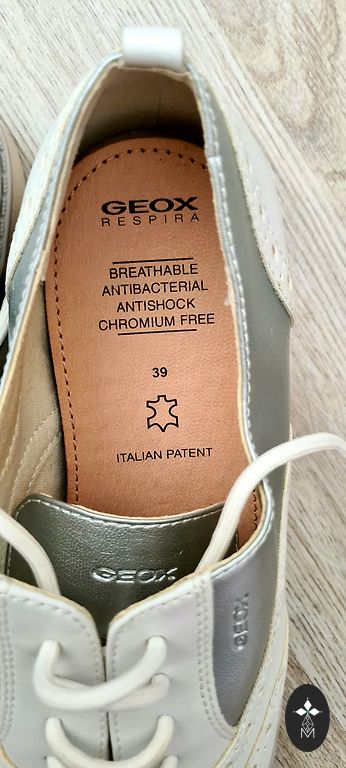 GEOX
RESPIRA
BREATHABLE
ANTIBACTERIAL
ANTISHOCK
CHROMIUM FREE
39
ITALIAN PATENT
GEOX
GEOX
M